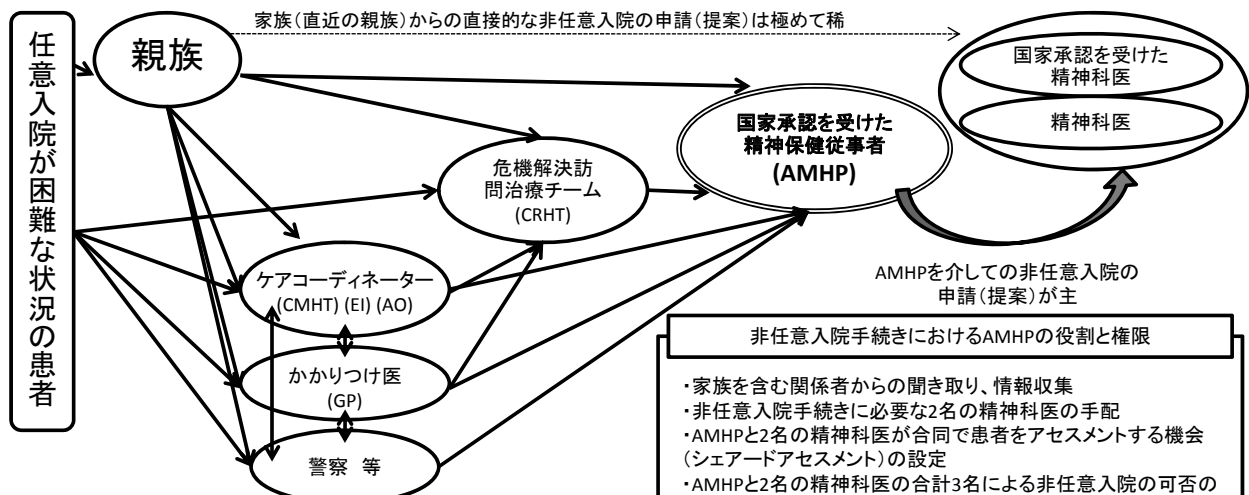 家族(直近の親族)からの直接的な非任意入院の申請(提案)は極めて稀
任意入院が困難な状況の患者
親族
国家承認を受けた
精神科医
精神科医
国家承認を受けた
精神保健従事者
(AMHP)
危機解決訪
問治療チーム
(CRHT)
ケアコーディネーター
(CMHT) (EI) (AO)
かかりつけ医
(GP)
警察 等
AMHPを介しての非任意入院の
申請(提案)が主
非任意入院手続きにおけるAMHPの役割と権限
・家族を含む関係者からの聞き取り、情報収集
・非任意入院手続きに必要な2名の精神科医の手配
・AMHPと2名の精神科医が合同で患者をアセスメントする機会
(シェアードアセスメント)の設定
・AMHPと2名の精神科医の合計3名による非任意入院の可否の